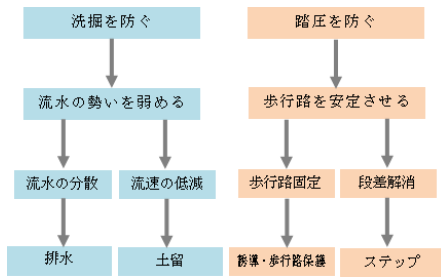 洗掘を防ぐ
踏圧を防ぐ
流水の勢いを弱める
歩行路を安定させる
流水の分散
流速の低減
歩行路固定
段差解消
排水
土留
誘導・歩行路保護
ステップ